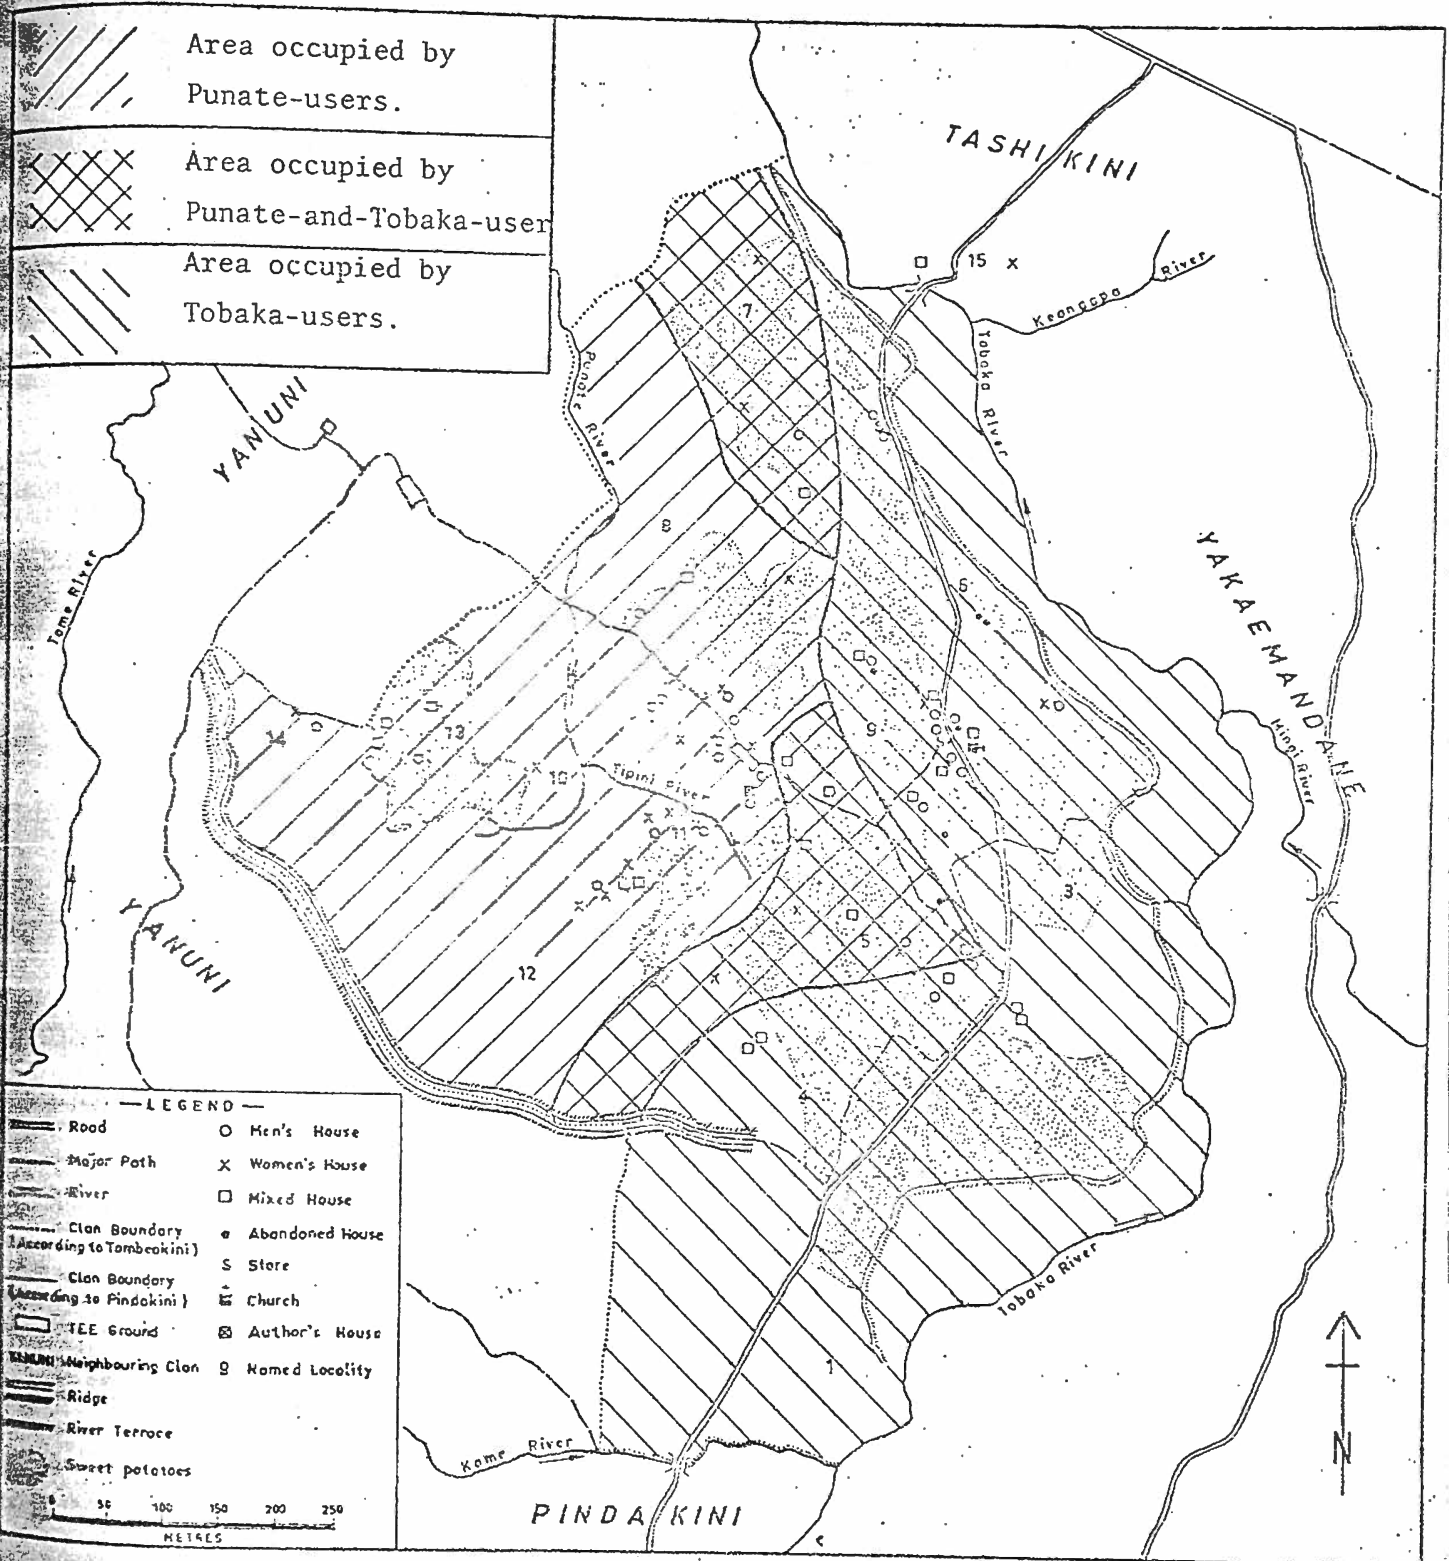 Area occupied by
Punate-users.
Area occupied by
Punate-and-Tobaka-user
Area occupied by
Tobaka-users.
TASHI KINI
15
Keangopa River
Tobaka River
7
Punate River
YANUNI
8
Tome River
6
YAKAEMANDANE
9
13
14
10
Tipini River
11
Minni River
3
YANUNI
5
12
4
2
Tobaka River
1
Kame River
PINDA KINI
N
LEGEND
Road
Major Path
River
Clan Boundary
(According to Tombeakini)
Clan Boundary
(According to Pindakini)
TEE Ground
Neighbouring Clan
Ridge
River Terrace
Sweet potatoes
Men's House
Women's House
Mixed House
Abandoned House
S Store
Church
Author's House
8 Named Locality
0 50 100 150 200 250
METRES